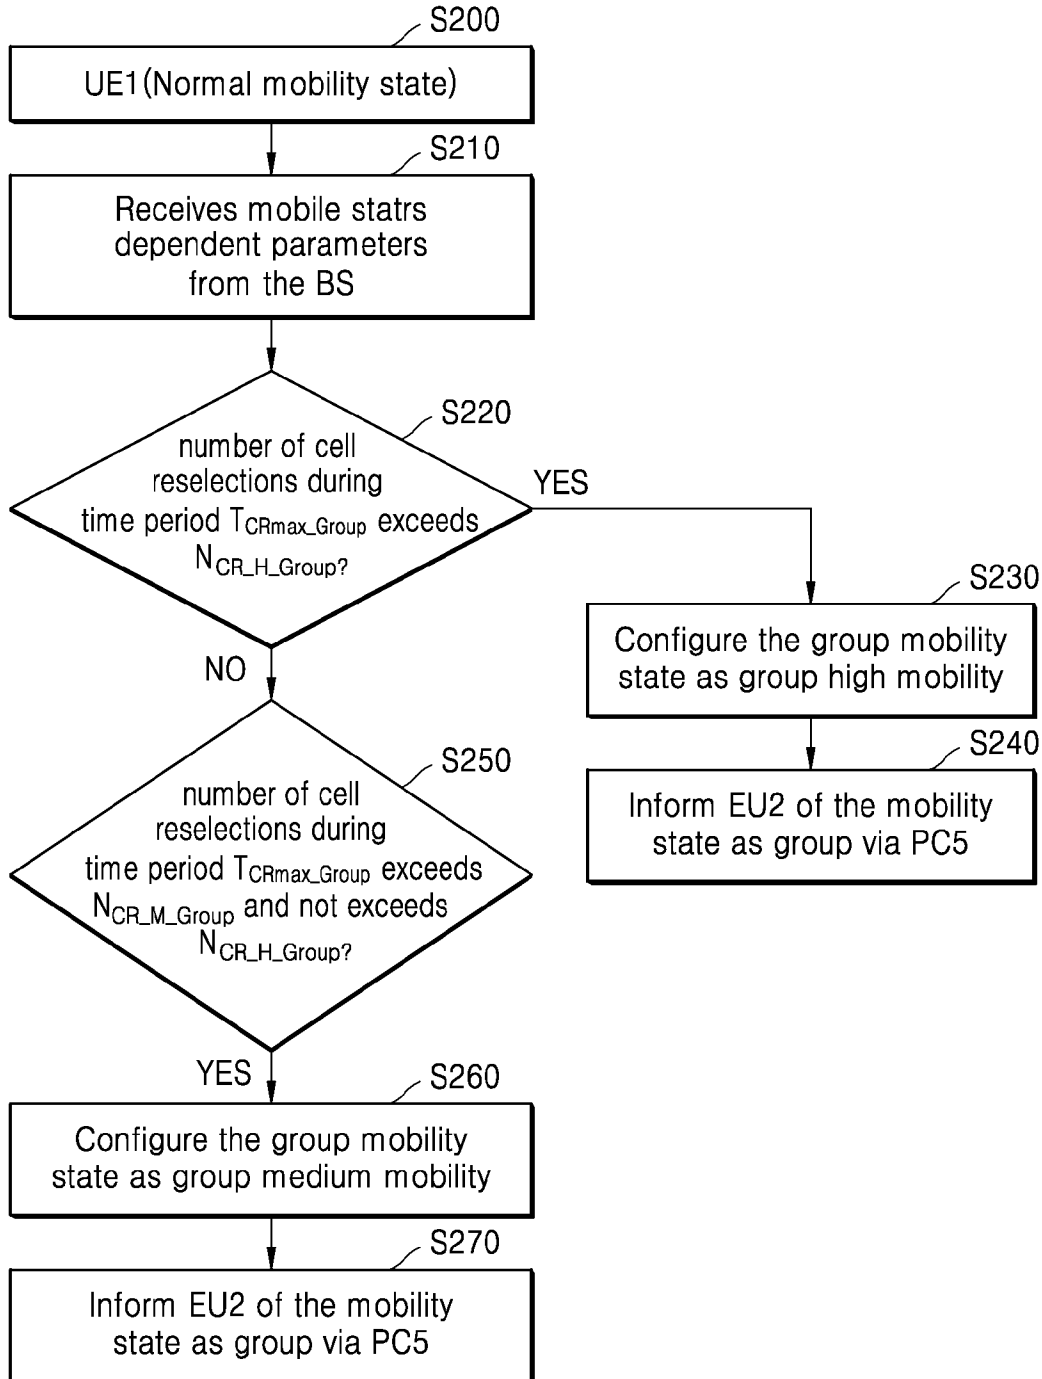 S200
UE1(Normal mobility state)
S210
Receives mobile statrs
dependent parameters
from the BS
S220
number of cell
reselections during
time period TCRmax_Group exceeds
NCR_H_Group?
YES
NO
S230
Configure the group mobility
state as group high mobility
S240
Inform EU2 of the mobility
state as group via PC5
S250
number of cell
reselections during
time period TCRmax_Group exceeds
NCR_M_Group and not exceeds
NCR_H_Group?
YES
S260
Configure the group mobility
state as group medium mobility
S270
Inform EU2 of the mobility
state as group via PC5